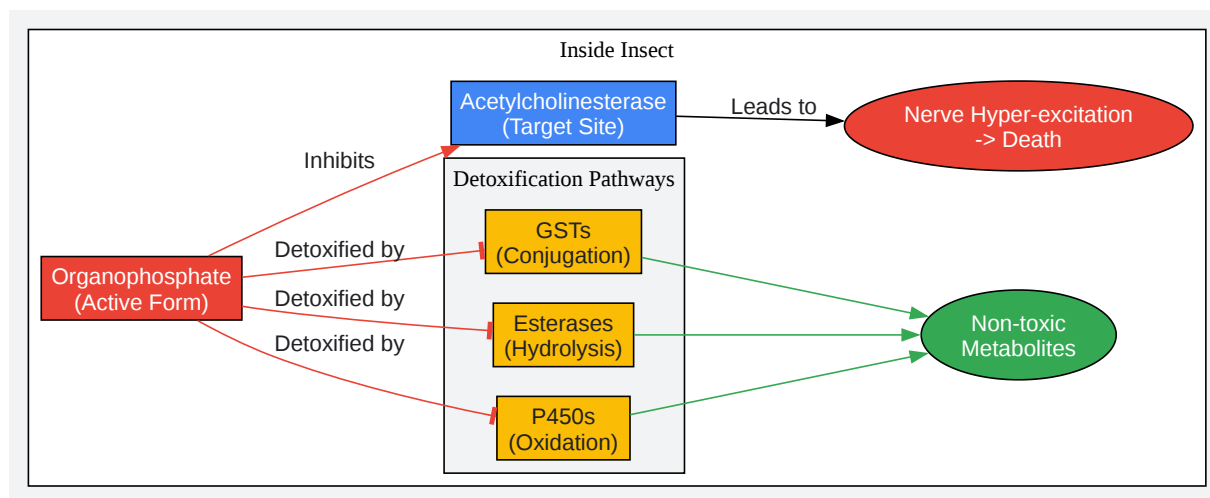 Inside Insect
Acetylcholinesterase
(Target Site)
Leads to
Nerve Hyper-excitation
-> Death
Inhibits
Detoxification Pathways
GSTs
(Conjugation)
Detoxified by
Organophosphate
(Active Form)
Detoxified by
Esterases
(Hydrolysis)
Non-toxic
Metabolites
Detoxified by
P450s
(Oxidation)